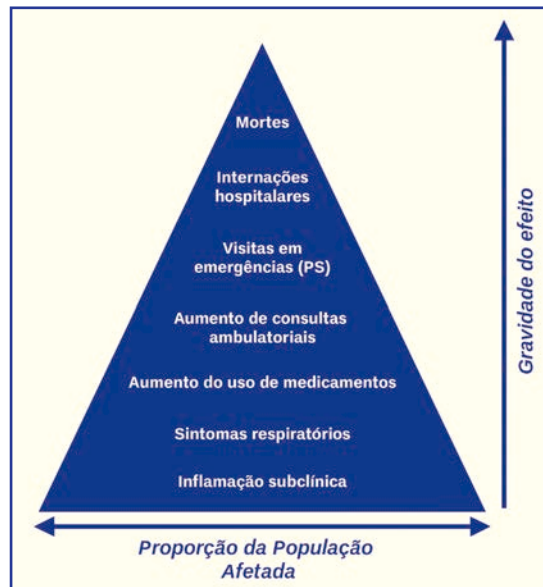 Mortes
Internações
hospitalares
Visitas em
emergências (PS)
Aumento de consultas
ambulatoriais
Aumento do uso de medicamentos
Sintomas respiratórios
Inflamação subclínica
Gravidade do efeito
Proporção da População
Afetada